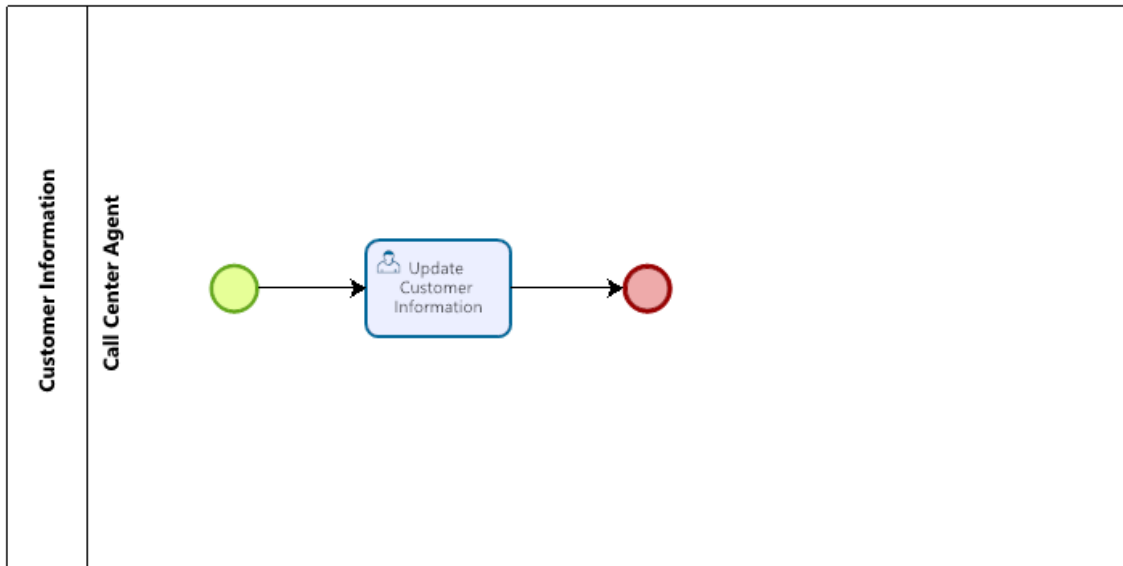 Customer Information
Call Center Agent
Update
Customer
Information